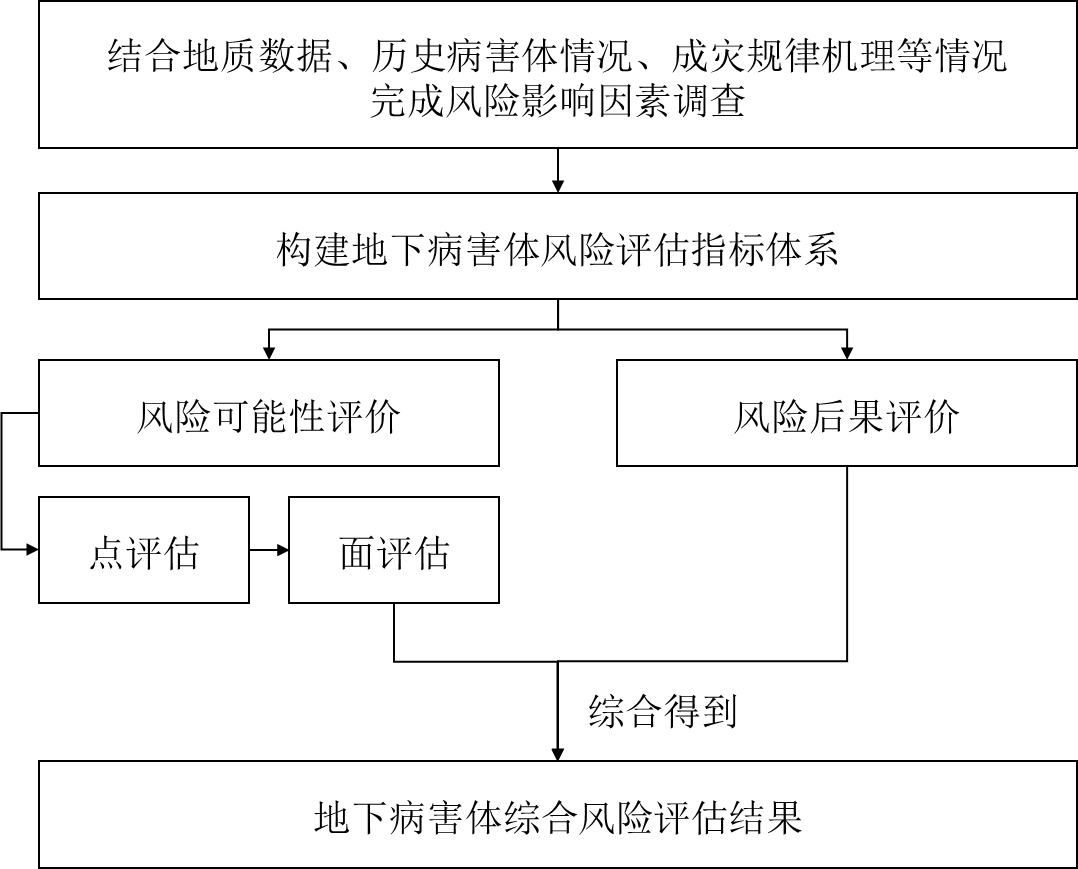 结合地质数据、历史病害体情况、成灾规律机理等情况
完成风险影响因素调查
构建地下病害体风险评估指标体系
风险可能性评价
风险后果评价
点评估
面评估
综合得到
地下病害体综合风险评估结果